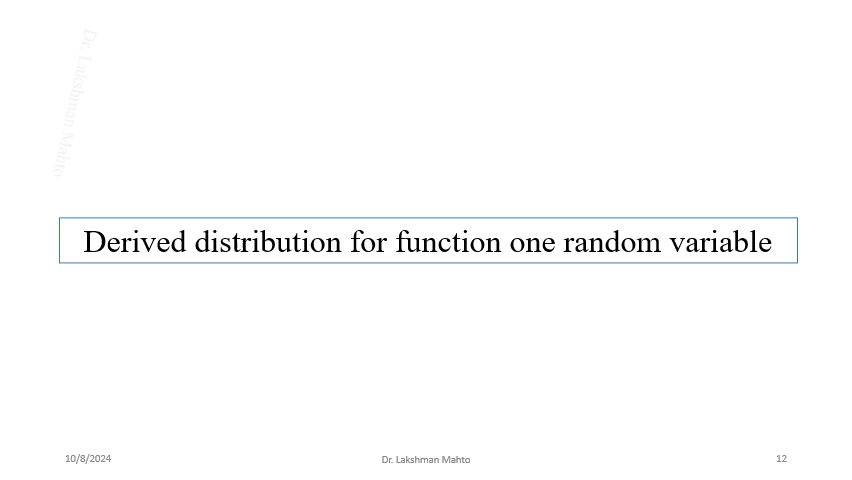 Dr. Lakshman Mahto
Derived distribution for function one random variable
10/8/2024
Dr. Lakshman Mahto
12